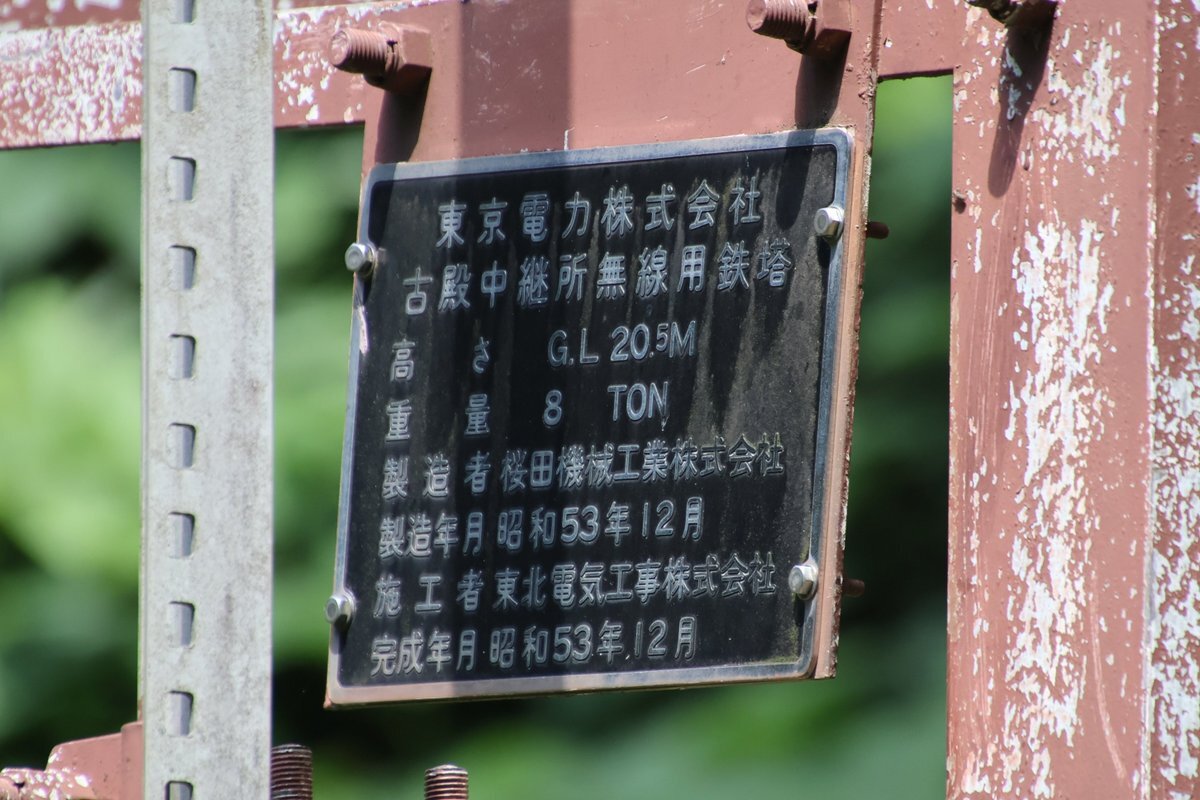 東京電力株式会社
古殿中継所無線用鉄塔
高 さ G.L 20.5M
重 量 8 TON
製造者 桜田機械工業株式会社
製造年月 昭和53年12月
施工者 東北電気工事株式会社
完成年月 昭和53年12月